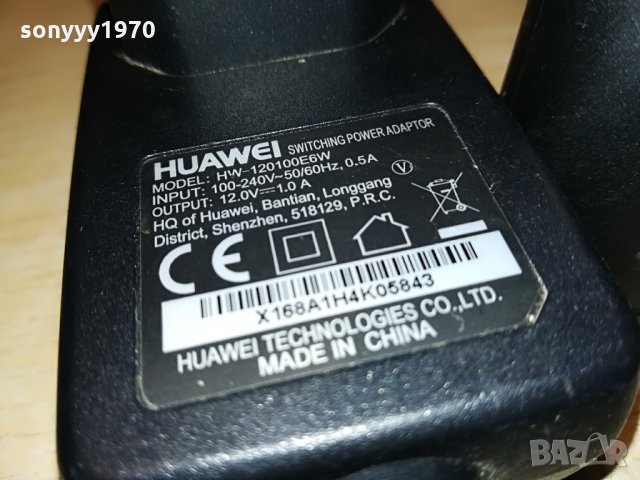 sonyyy1970
HUAWEI SWITCHING POWER ADAPTOR
MODEL: HW-120100E6W
INPUT: 100-240V~50/60Hz, 0.5A
OUTPUT: 12.0V⎓1.0 A
HQ of Huawei, Bantian, Longgang
District, Shenzhen, 518129, P.R.C.
V
CE
X168A1H4K05843
HUAWEI TECHNOLOGIES CO.,LTD.
MADE IN CHINA
BAZAR